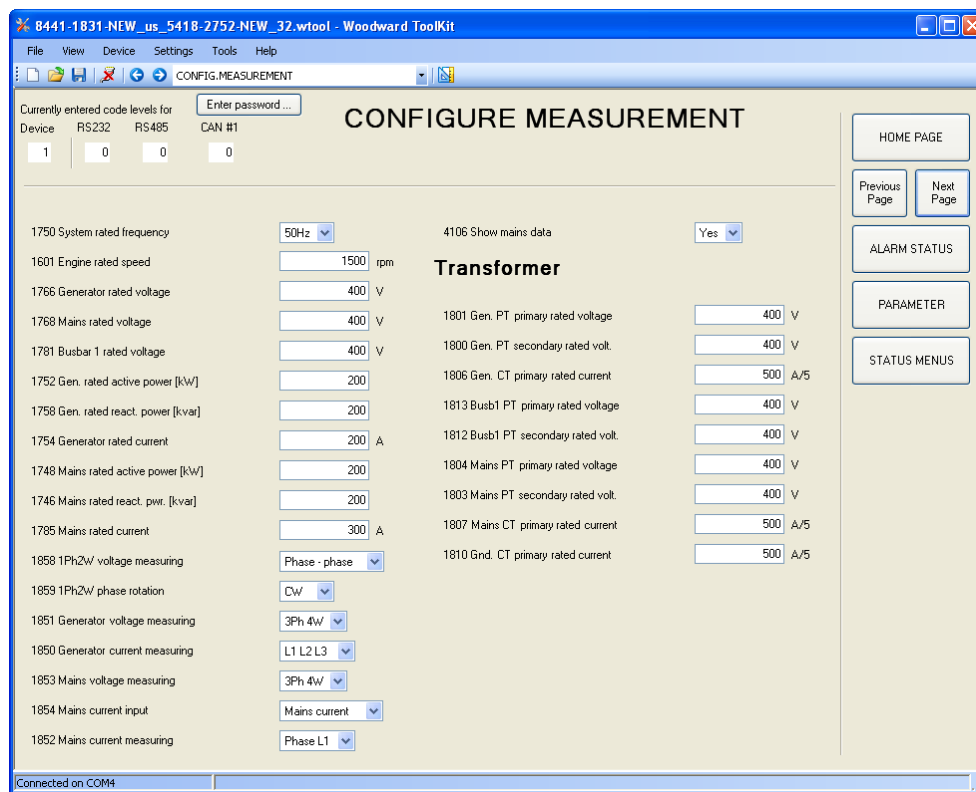 8441-1831-NEW_us_5418-2752-NEW_32.wtool - Woodward ToolKit
File View Device Settings Tools Help
CONFIG.MEASUREMENT
Currently entered code levels for Enter password ...
Device RS232 RS485 CAN #1
1 0 0 0
CONFIGURE MEASUREMENT
1750 System rated frequency 50Hz
1601 Engine rated speed 1500 rpm
1766 Generator rated voltage 400 V
1768 Mains rated voltage 400 V
1781 Busbar 1 rated voltage 400 V
1752 Gen. rated active power [kW] 200
1758 Gen. rated react. power [kvar] 200
1754 Generator rated current 200 A
1748 Mains rated active power [kW] 200
1746 Mains rated react. pwr. [kvar] 200
1785 Mains rated current 300 A
1858 1Ph2W voltage measuring Phase - phase
1859 1Ph2W phase rotation CW
1851 Generator voltage measuring 3Ph 4W
1850 Generator current measuring L1 L2 L3
1853 Mains voltage measuring 3Ph 4W
1854 Mains current input Mains current
1852 Mains current measuring Phase L1
4106 Show mains data Yes
Transformer
1801 Gen. PT primary rated voltage 400 V
1800 Gen. PT secondary rated volt. 400 V
1806 Gen. CT primary rated current 500 A/5
1813 Busb1 PT primary rated voltage 400 V
1812 Busb1 PT secondary rated volt. 400 V
1804 Mains PT primary rated voltage 400 V
1803 Mains PT secondary rated volt. 400 V
1807 Mains CT primary rated current 500 A/5
1810 Gnd. CT primary rated current 500 A/5
HOME PAGE
Previous Page
Next Page
ALARM STATUS
PARAMETER
STATUS MENUS
Connected on COM4